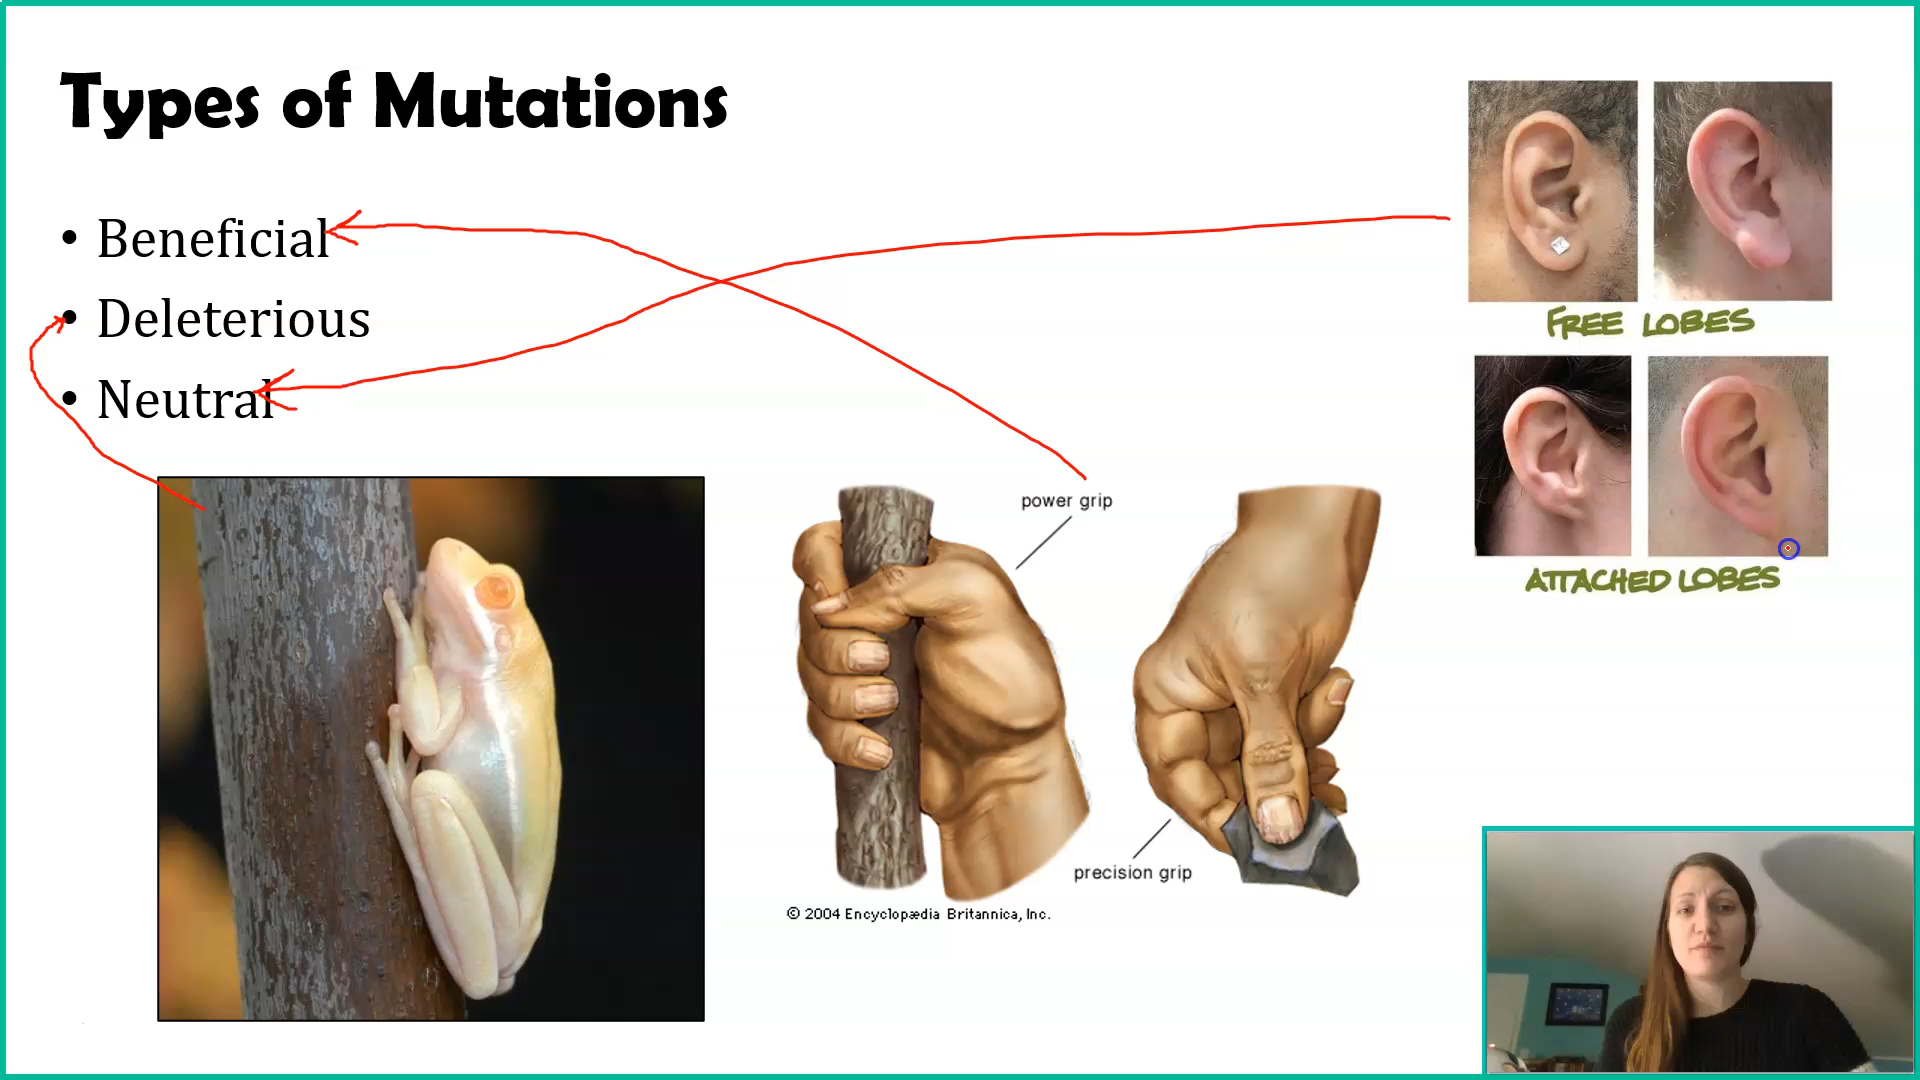 Types of Mutations
• Beneficial
• Deleterious
• Neutral
FREE LOBES
ATTACHED LOBES
power grip
precision grip
© 2004 Encyclopædia Britannica, Inc.